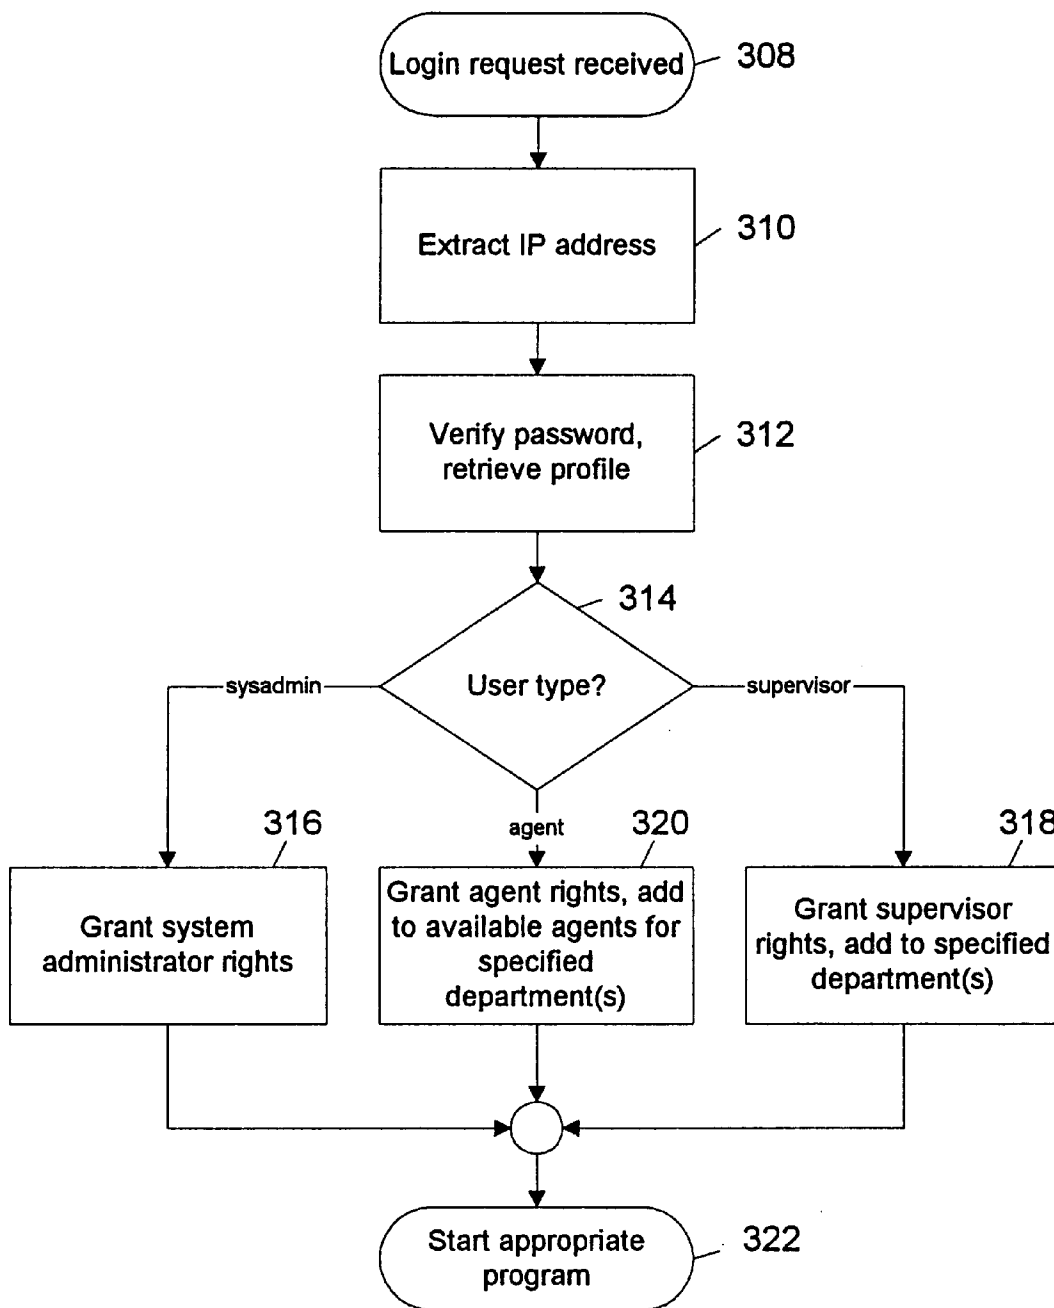 Login request received
308
Extract IP address
310
Verify password,
retrieve profile
312
314
User type?
sysadmin
supervisor
agent
316
Grant system
administrator rights
320
Grant agent rights, add
to available agents for
specified
department(s)
318
Grant supervisor
rights, add to specified
department(s)
Start appropriate
program
322